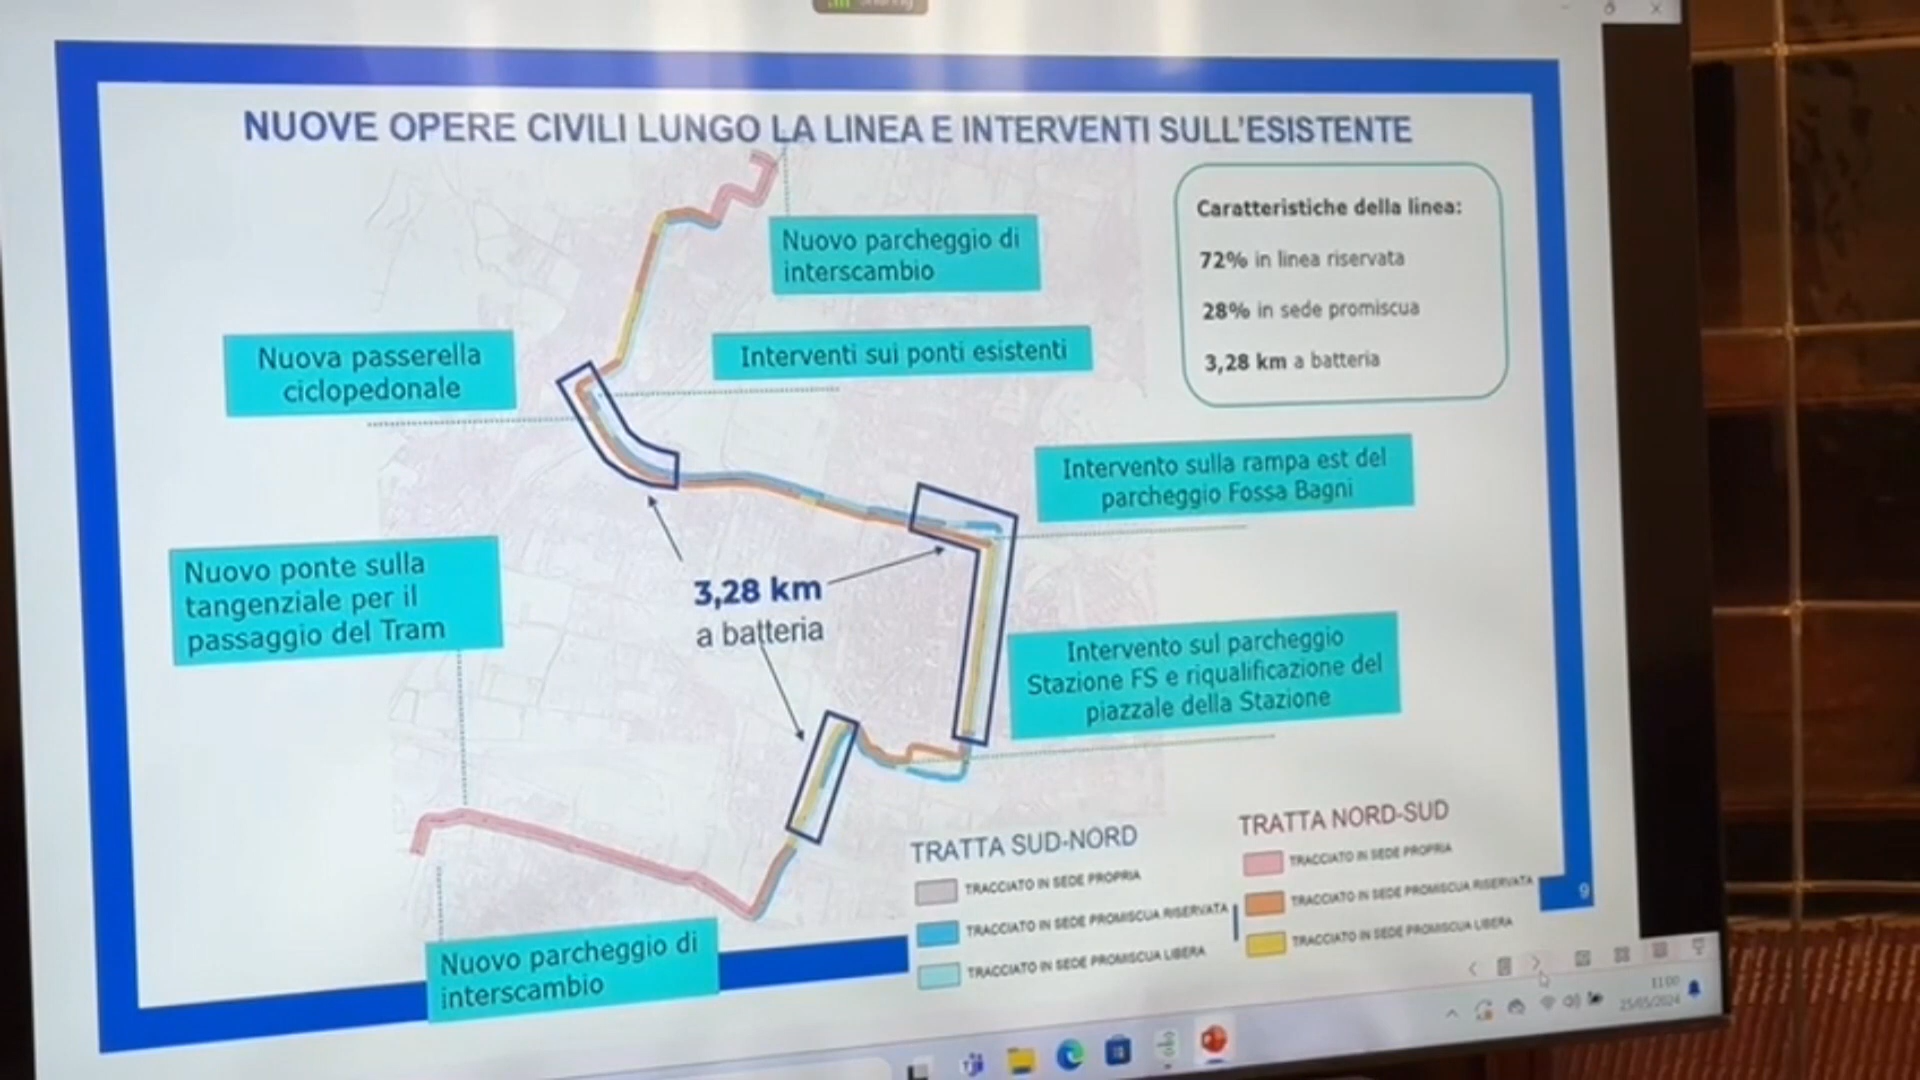 NUOVE OPERE CIVILI LUNGO LA LINEA E INTERVENTI SULL'ESISTENTE
Caratteristiche della linea:
72% in linea riservata
28% in sede promiscua
3,28 km a batteria
Nuovo parcheggio di
interscambio
Nuova passerella
ciclopedonale
Interventi sui ponti esistenti
Intervento sulla rampa est del
parcheggio Fossa Bagni
Nuovo ponte sulla
tangenziale per il
passaggio del Tram
3,28 km
a batteria
Intervento sul parcheggio
Stazione FS e riqualificazione del
piazzale della Stazione
Nuovo parcheggio di
interscambio
TRATTA SUD-NORD
TRACCIATO IN SEDE PROPRIA
TRACCIATO IN SEDE PROMISCUA RISERVATA
TRACCIATO IN SEDE PROMISCUA LIBERA
TRATTA NORD-SUD
TRACCIATO IN SEDE PROPRIA
TRACCIATO IN SEDE PROMISCUA RISERVATA
TRACCIATO IN SEDE PROMISCUA LIBERA
9
11:00
25/05/2024